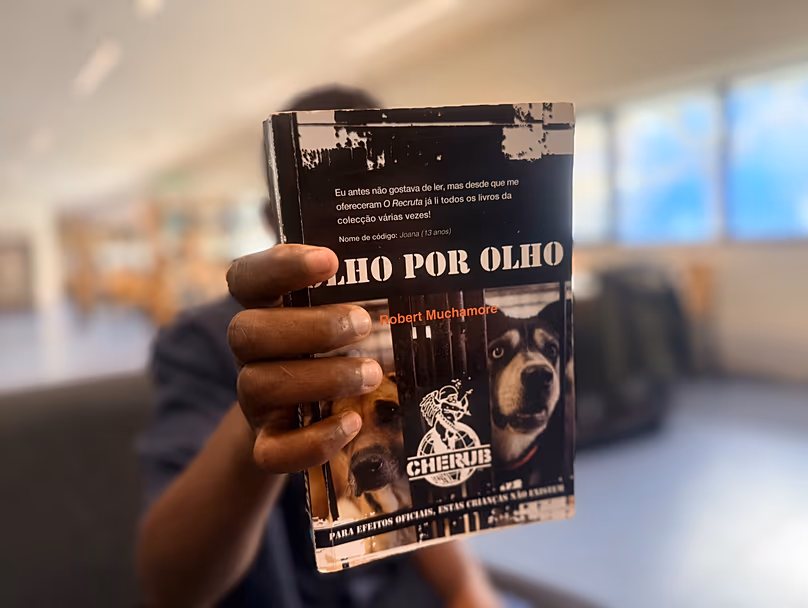 Eu antes não gostava de ler, mas desde que me
ofereceram O Recruta já li todos os livros da
colecção várias vezes!
Nome de código: Joana (13 anos)
OLHO POR OLHO
Robert Muchamore
CHERUB
PARA EFEITOS OFICIAIS, ESTAS CRIANÇAS NÃO EXISTEM